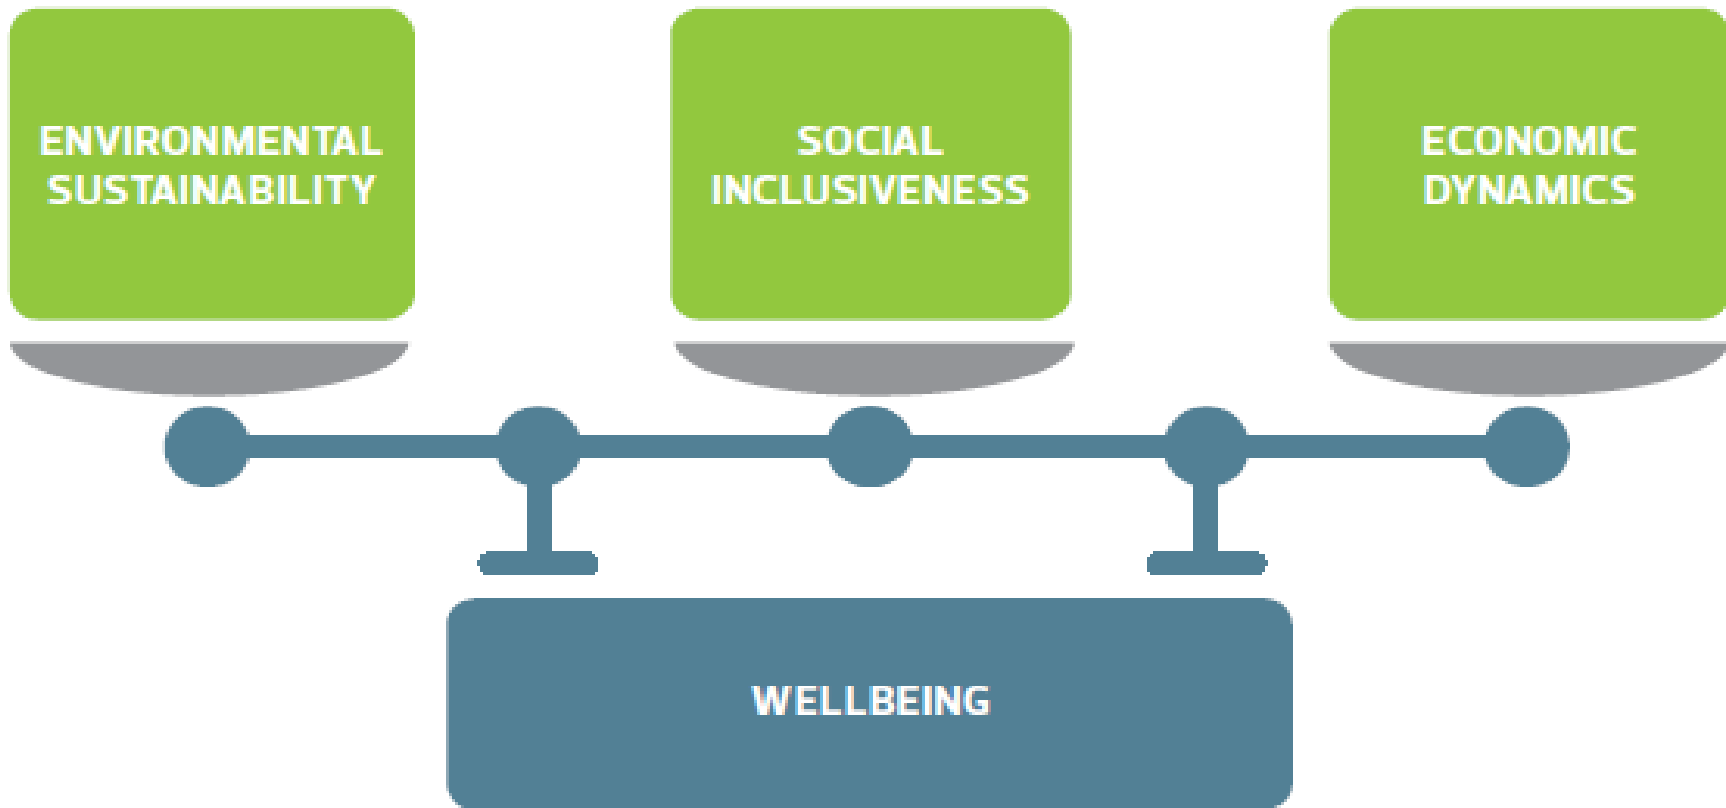 ENVIRONMENTAL
SUSTAINABILITY
SOCIAL
INCLUSIVENESS
ECONOMIC
DYNAMICS
WELLBEING